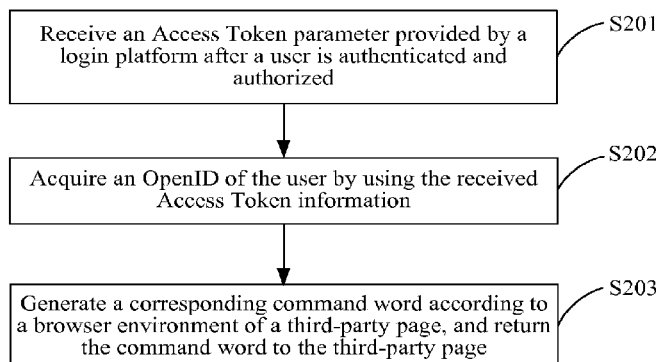 Receive an Access Token parameter provided by a
login platform after a user is authenticated and
authorized
S201
Acquire an OpenID of the user by using the received
Access Token information
S202
Generate a corresponding command word according to
a browser environment of a third-party page, and return
the command word to the third-party page
S203